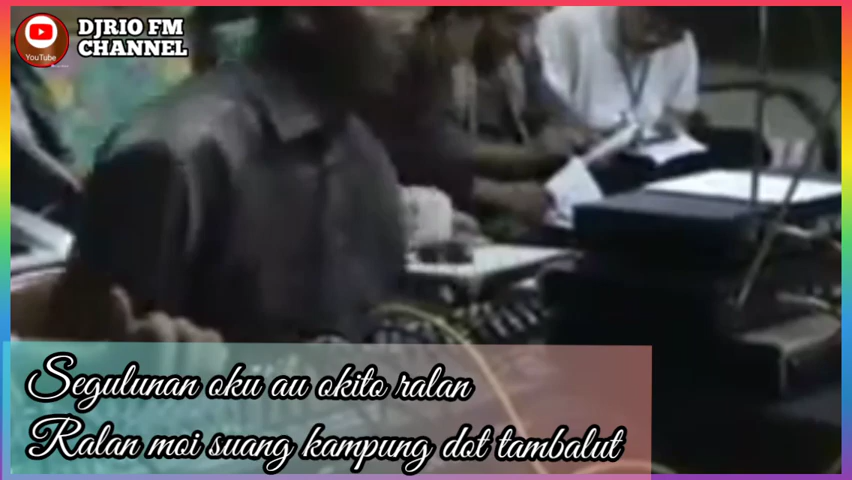 DJRIO FM
CHANNEL
YouTube
Segulunan oku au okito ralan
Ralan moi suang kampung dot tambalut